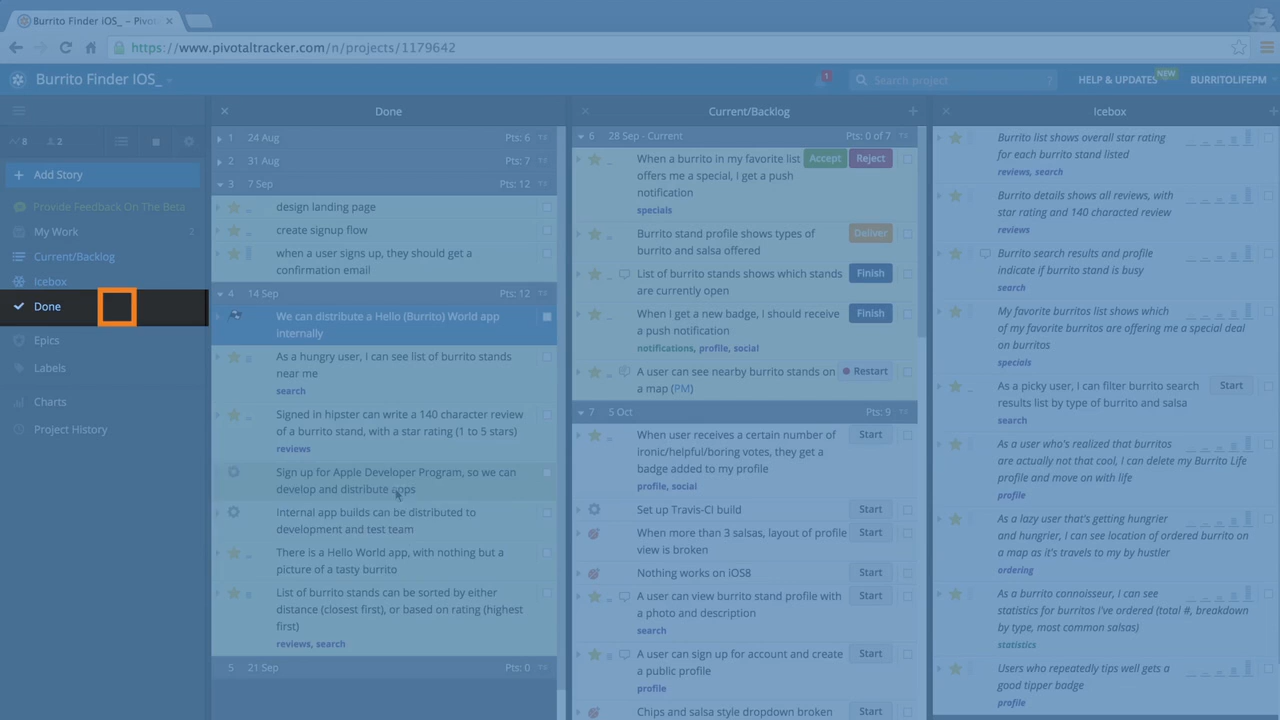 Burrito Finder iOS_ – Pivot
https://www.pivotaltracker.com/n/projects/1179642
Burrito Finder IOS_
1
Search project
HELP & UPDATES
NEW
BURRITOLIFEPM
8
2
Add Story
Provide Feedback On The Beta
My Work
2
Current/Backlog
Icebox
Done
Epics
Labels
Charts
Project History
Done
1 24 Aug Pts: 6
2 31 Aug Pts: 7
3 7 Sep Pts: 12
design landing page
create signup flow
when a user signs up, they should get a
confirmation email
4 14 Sep Pts: 12
We can distribute a Hello (Burrito) World app
internally
As a hungry user, I can see list of burrito stands
near me
search
Signed in hipster can write a 140 character review
of a burrito stand, with a star rating (1 to 5 stars)
reviews
Sign up for Apple Developer Program, so we can
develop and distribute apps
Internal app builds can be distributed to
development and test team
There is a Hello World app, with nothing but a
picture of a tasty burrito
List of burrito stands can be sorted by either
distance (closest first), or based on rating (highest
first)
reviews, search
5 21 Sep Pts: 0
Current/Backlog
6 28 Sep - Current Pts: 0 of 7
When a burrito in my favorite list Accept Reject
offers me a special, I get a push
notification
specials
Burrito stand profile shows types of Deliver
burrito and salsa offered
List of burrito stands shows which stands Finish
are currently open
When I get a new badge, I should receive Finish
a push notification
notifications, profile, social
A user can see nearby burrito stands on Restart
a map (PM)
7 5 Oct Pts: 9
When user receives a certain number of Start
ironic/helpful/boring votes, they get a
badge added to my profile
profile, social
Set up Travis-CI build Start
When more than 3 salsas, layout of profile Start
view is broken
Nothing works on iOS8 Start
A user can view burrito stand profile with Start
a photo and description
search
A user can sign up for account and create Start
a public profile
profile
Chips and salsa style dropdown broken Start
Icebox
Burrito list shows overall star rating
for each burrito stand listed
reviews, search
Burrito details shows all reviews, with
star rating and 140 charactred review
reviews
Burrito search results and profile
indicate if burrito stand is busy
search
My favorite burritos list shows which
of my favorite burritos are offering me a special deal
on burritos
specials
As a picky user, I can filter burrito search Start
results list by type of burrito and salsa
search
As a user who's realized that burritos
are actually not that cool, I can delete my Burrito Life
profile and move on with life
profile
As a lazy user that's getting hungrier
and hungrier, I can see location of ordered burrito on
a map as it's travels to my by hustler
ordering
As a burrito connaisseur, I can see
statistics for burritos I've ordered (total #, breakdown
by type, most common salsas)
statistics
Users who repeatedly tips well gets a
good tipper badge
profile